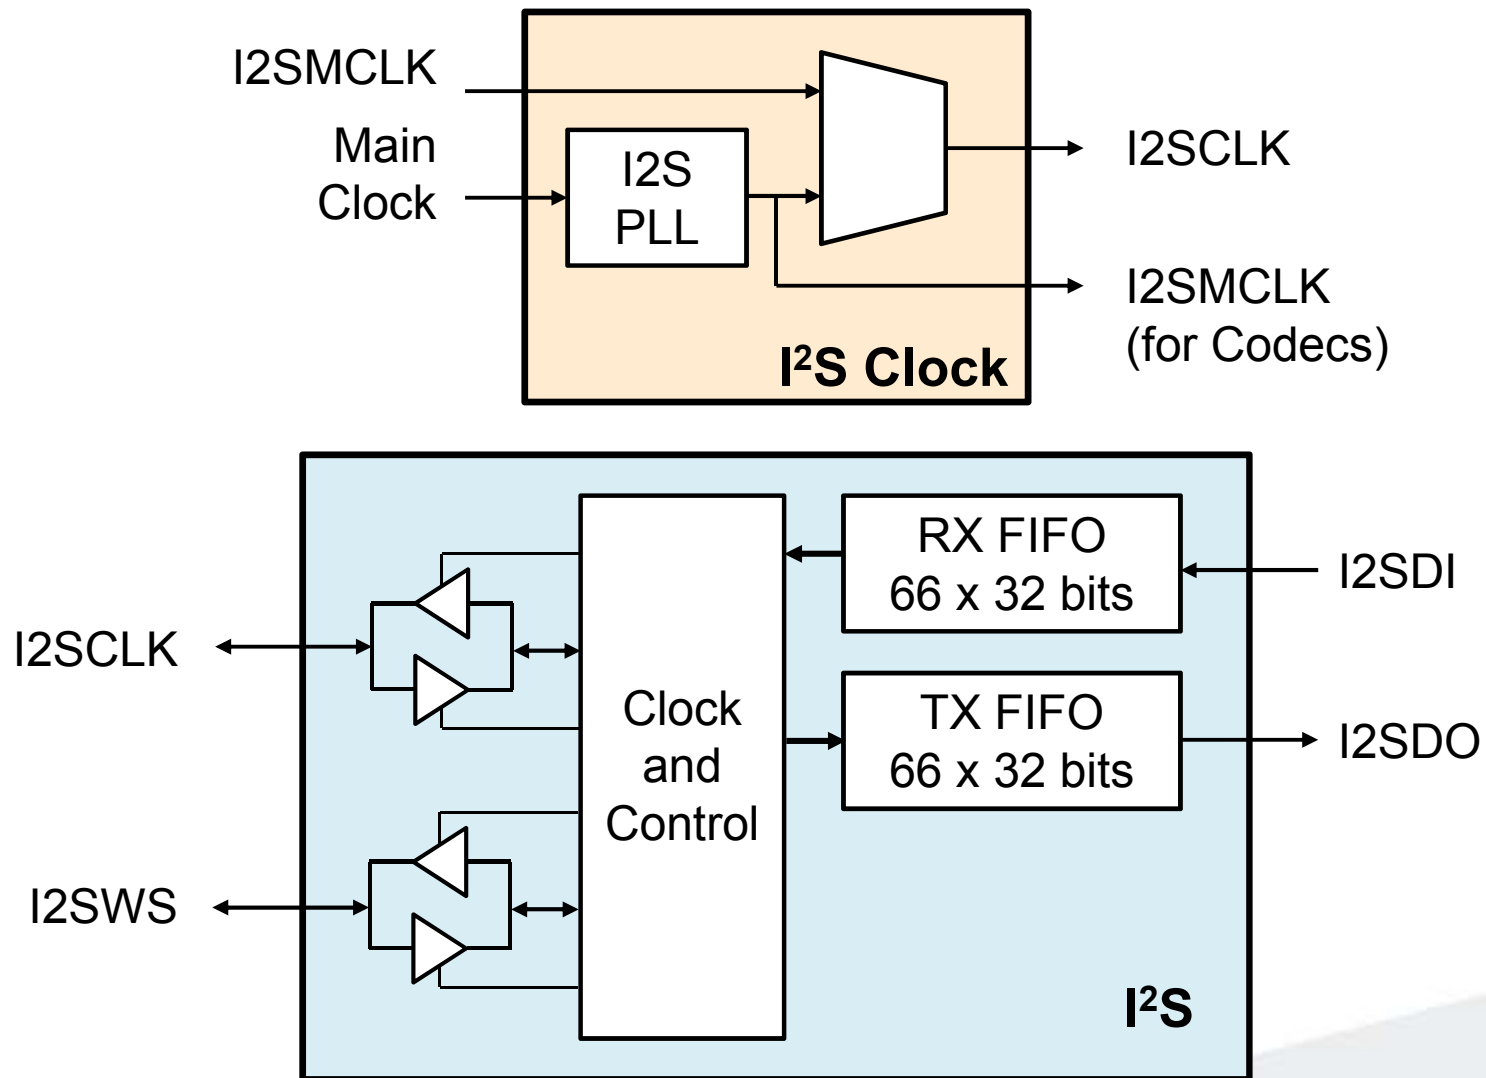 I2SMCLK
Main
Clock
I2S
PLL
I2SCLK
I2SMCLK
(for Codecs)
I²S Clock
I2SCLK
I2SWS
Clock
and
Control
RX FIFO
66 x 32 bits
I2SDI
TX FIFO
66 x 32 bits
I2SDO
I²S